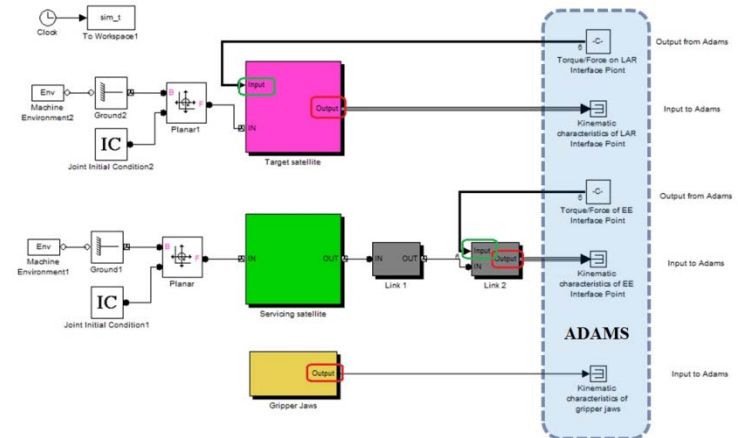 sim_t
Clock
To Workspace1
-C-
6
Output from Adams
Torque/Force on LAR
Interface Piont
Input
Env
Machine
Environment2
Ground2
B
F
Planar1
Output
IN
Kinematic
characteristics of LAR
Interface Point
Input to Adams
IC
Joint Initial Condition2
Target satellite
-C-
6
Output from Adams
Torque/Force of EE
Interface Point
Env
Machine
Environment1
Ground1
B
F
Planar
IN
OUT
Servicing satellite
IN
OUT
Link 1
6
Input
IN
Output
Link 2
Kinematic
characteristics of EE
Interface Point
Input to Adams
IC
Joint Initial Condition1
ADAMS
Output
Gripper Jaws
Kinematic
characteristics of
gripper jaws
Input to Adams